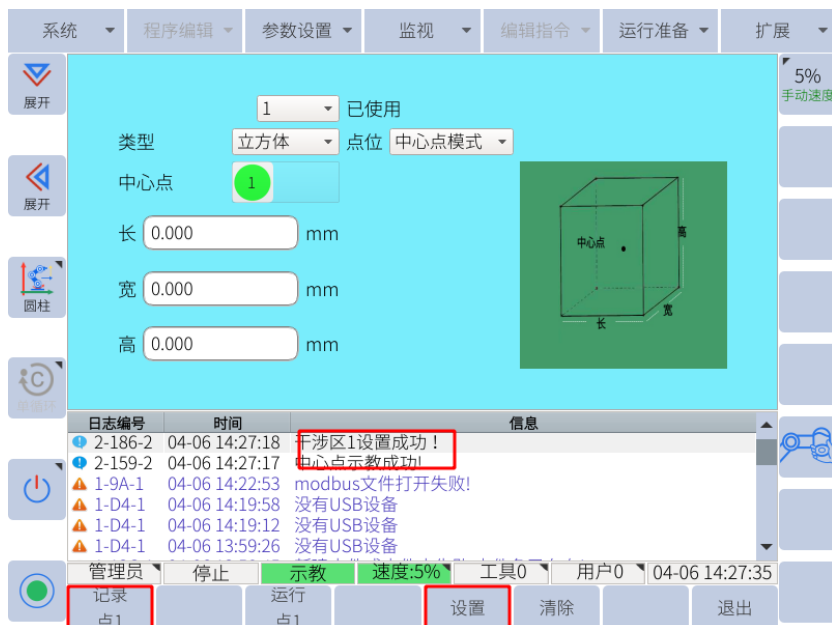 系统 程序编辑 参数设置 监视 编辑指令 运行准备 扩展
展开
5%
手动速度
1 已使用
类型 立方体 点位 中心点模式
中心点 1
展开
长 0.000 mm
宽 0.000 mm
高 0.000 mm
中心点
高
宽
长
圆柱
日志编号 时间 信息
2-186-2 04-06 14:27:18 干涉区1设置成功！
2-159-2 04-06 14:27:17 中心点示教成功!
1-9A-1 04-06 14:22:53 modbus文件打开失败!
1-D4-1 04-06 14:19:58 没有USB设备
1-D4-1 04-06 14:19:12 没有USB设备
1-D4-1 04-06 13:59:26 没有USB设备
管理员 停止 示教 速度:5% 工具0 用户0 04-06 14:27:35
记录
点1
运行
点1
设置 清除 退出